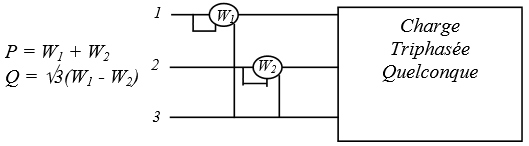 P = W₁ + W₂
Q = √3(W₁ - W₂)
1
W₁
2
W₂
3
Charge
Triphasée
Quelconque